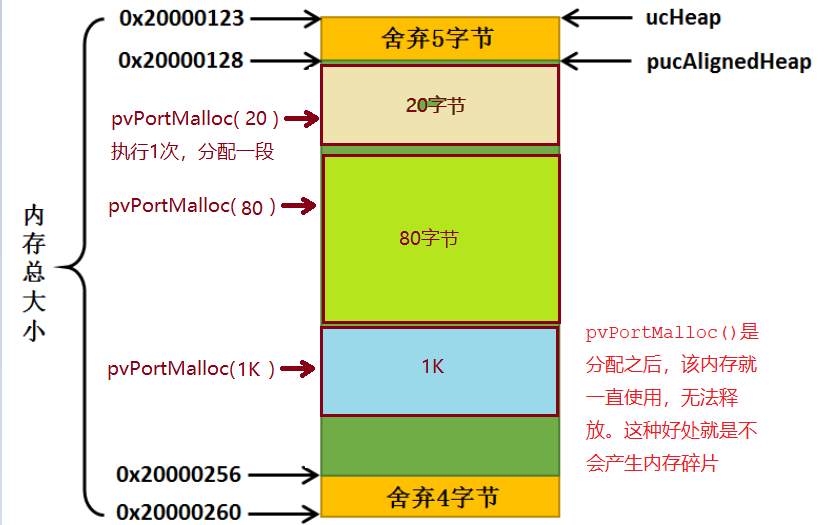 0x20000123
ucHeap
舍弃5字节
0x20000128
pucAlignedHeap
20字节
pvPortMalloc( 20 )
执行1次，分配一段
pvPortMalloc( 80 )
80字节
内存总大小
pvPortMalloc(1K )
1K
pvPortMalloc()是
分配之后，该内存就
一直使用，无法释
放。这种好处就是不
会产生内存碎片
0x20000256
舍弃4字节
0x20000260